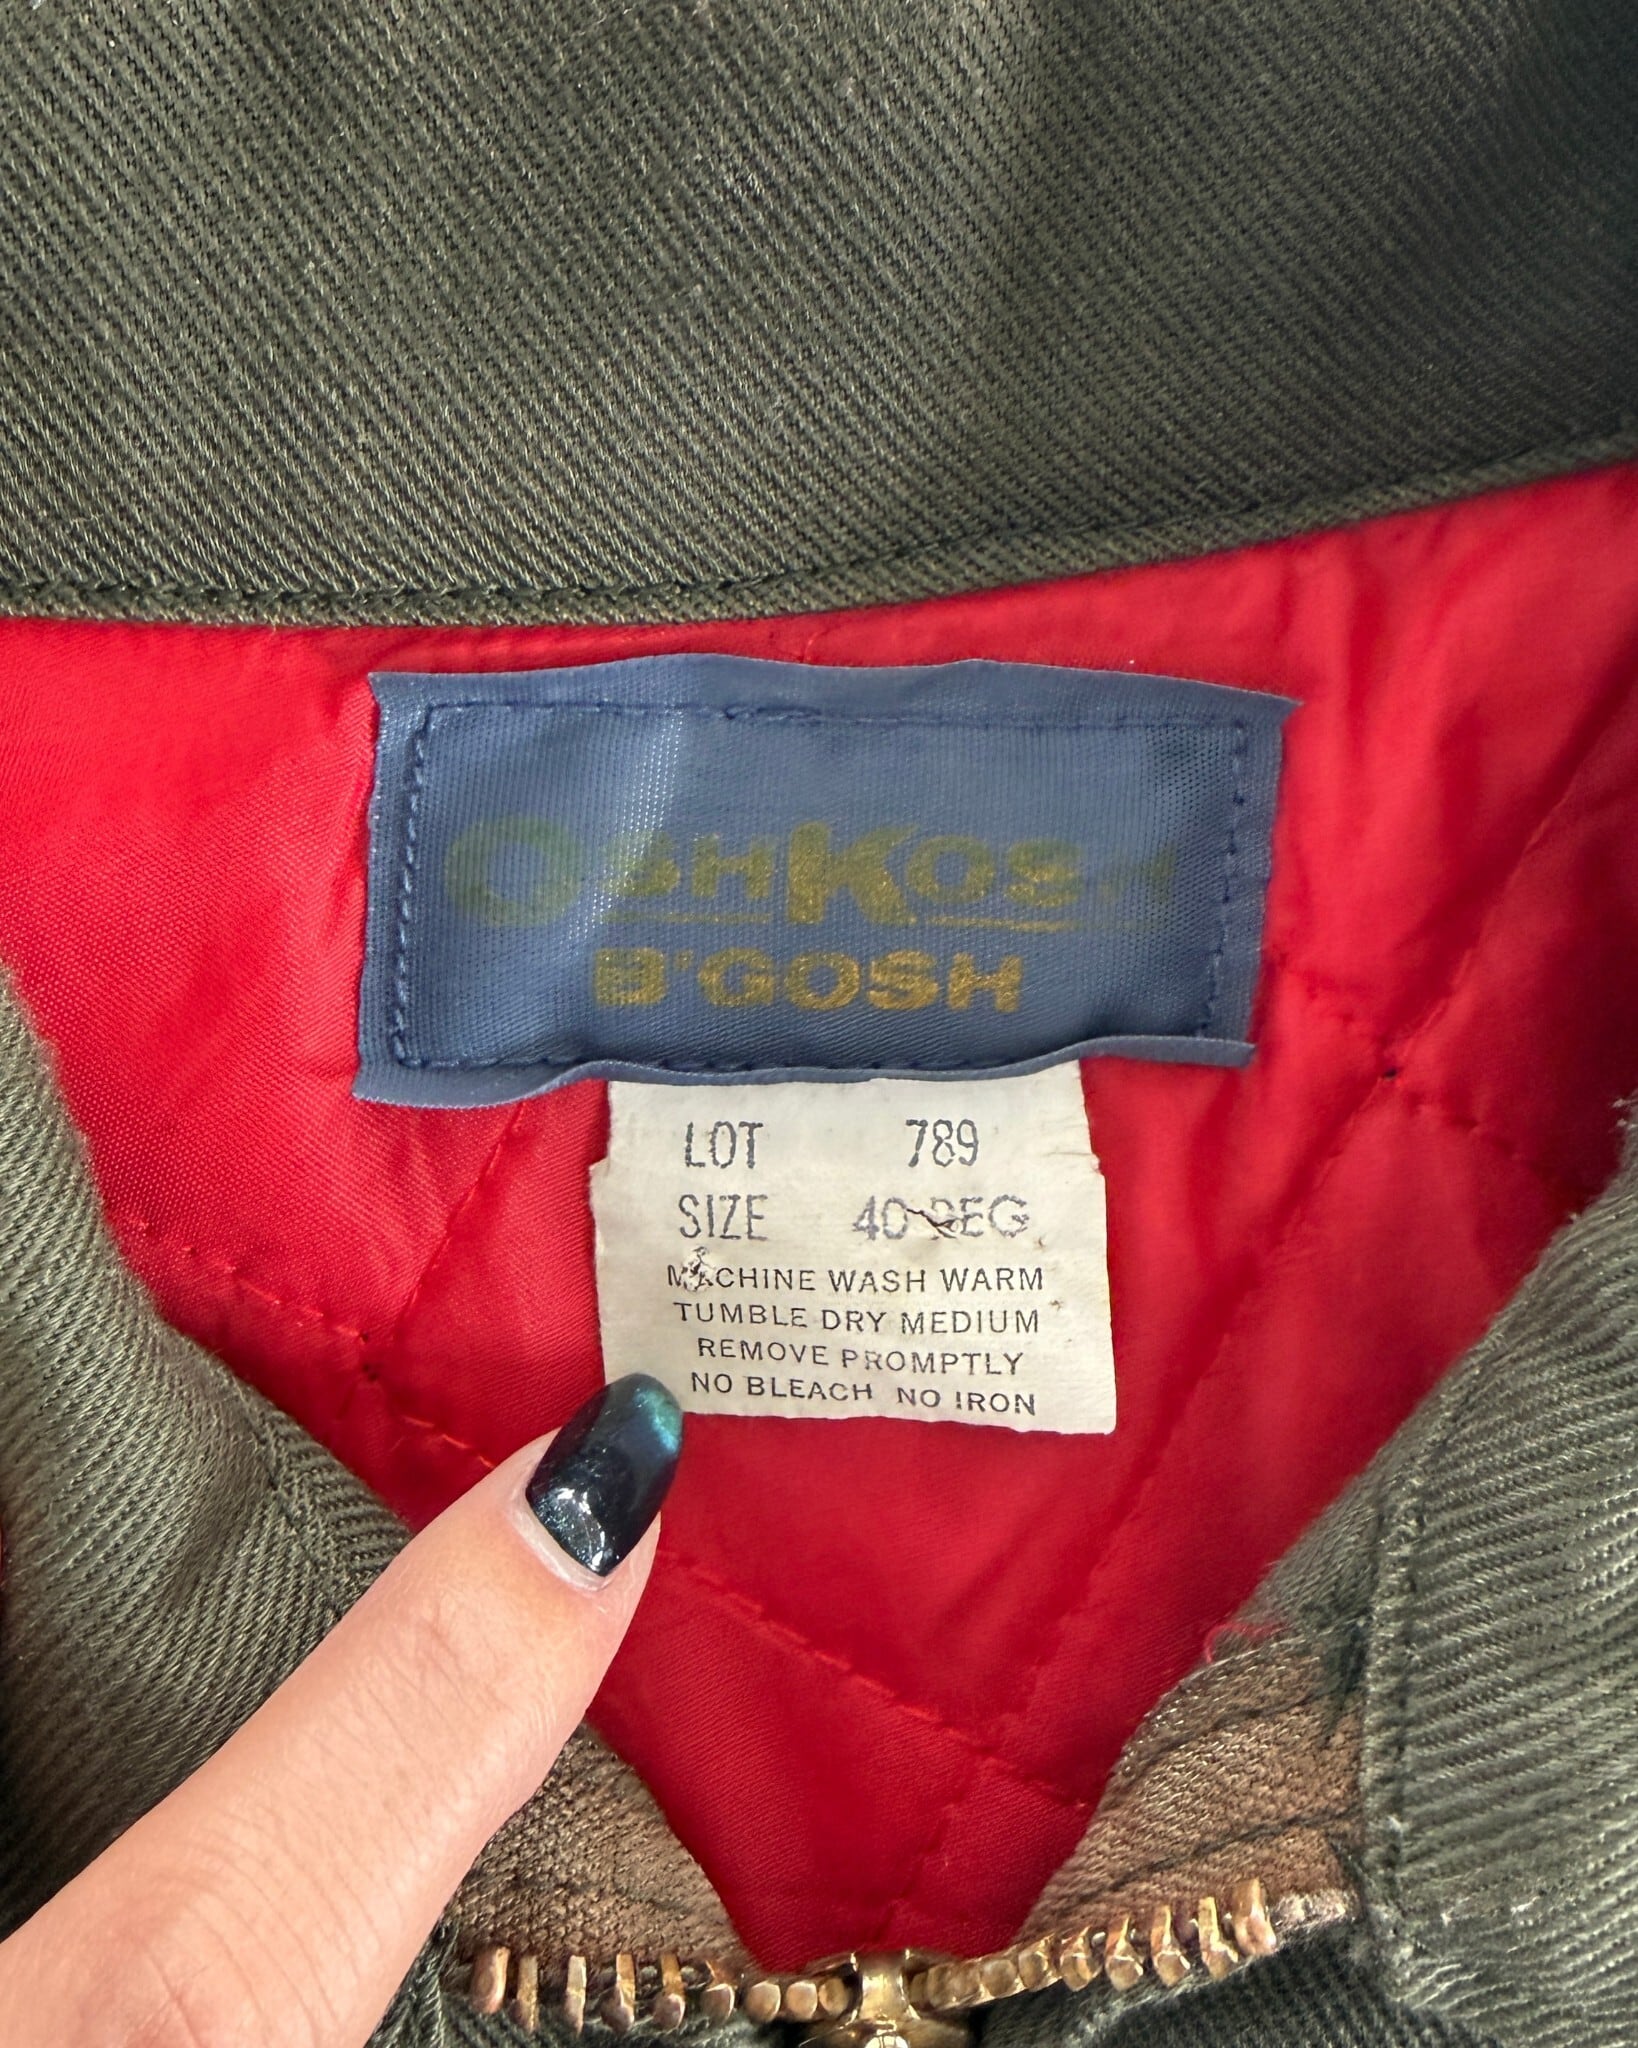 OSHKOSH
B'GOSH
LOT 789
SIZE 40 REG
MACHINE WASH WARM
TUMBLE DRY MEDIUM
REMOVE PROMPTLY
NO BLEACH NO IRON